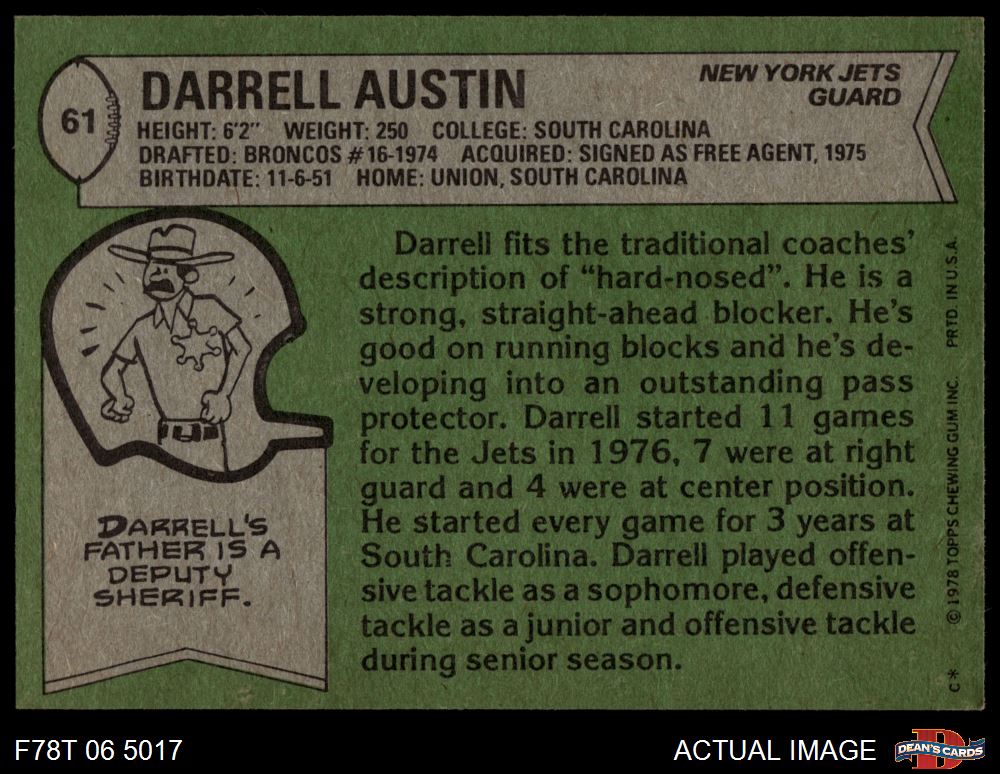 61
DARRELL AUSTIN
NEW YORK JETS
GUARD
HEIGHT: 6'2" WEIGHT: 250 COLLEGE: SOUTH CAROLINA
DRAFTED: BRONCOS #16-1974 ACQUIRED: SIGNED AS FREE AGENT, 1975
BIRTHDATE: 11-6-51 HOME: UNION, SOUTH CAROLINA
DARRELL'S
FATHER IS A
DEPUTY
SHERIFF.
Darrell fits the traditional coaches'
description of “hard-nosed”. He is a
strong, straight-ahead blocker. He's
good on running blocks and he's de-
veloping into an outstanding pass
protector. Darrell started 11 games
for the Jets in 1976, 7 were at right
guard and 4 were at center position.
He started every game for 3 years at
South Carolina. Darrell played offen-
sive tackle as a sophomore, defensive
tackle as a junior and offensive tackle
during senior season.
C* © 1978 TOPPS CHEWING GUM INC. PRTD. IN U.S.A.
F78T 06 5017
ACTUAL IMAGE
D
DEAN'S CARDS